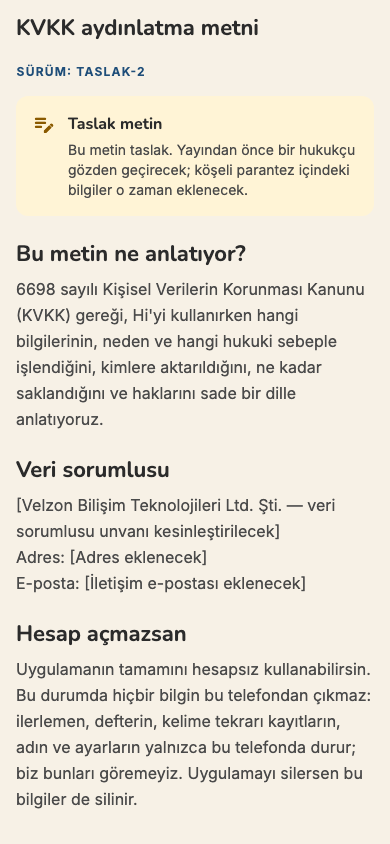 KVKK aydınlatma metni
SÜRÜM: TASLAK-2
Taslak metin
Bu metin taslak. Yayından önce bir hukukçu
gözden geçirecek; köşeli parantez içindeki
bilgiler o zaman eklenecek.
Bu metin ne anlatıyor?
6698 sayılı Kişisel Verilerin Korunması Kanunu
(KVKK) gereği, Hi'yi kullanırken hangi
bilgilerinin, neden ve hangi hukuki sebeple
işlendiğini, kimlere aktarıldığını, ne kadar
saklandığını ve haklarını sade bir dille
anlatıyoruz.
Veri sorumlusu
[Velzon Bilişim Teknolojileri Ltd. Şti. — veri
sorumlusu unvanı kesinleştirilecek]
Adres: [Adres eklenecek]
E-posta: [İletişim e-postası eklenecek]
Hesap açmazsan
Uygulamanın tamamını hesapsız kullanabilirsin.
Bu durumda hiçbir bilgin bu telefondan çıkmaz:
ilerlemen, defterin, kelime tekrarı kayıtların,
adın ve ayarların yalnızca bu telefonda durur;
biz bunları göremeyiz. Uygulamayı silersen bu
bilgiler de silinir.